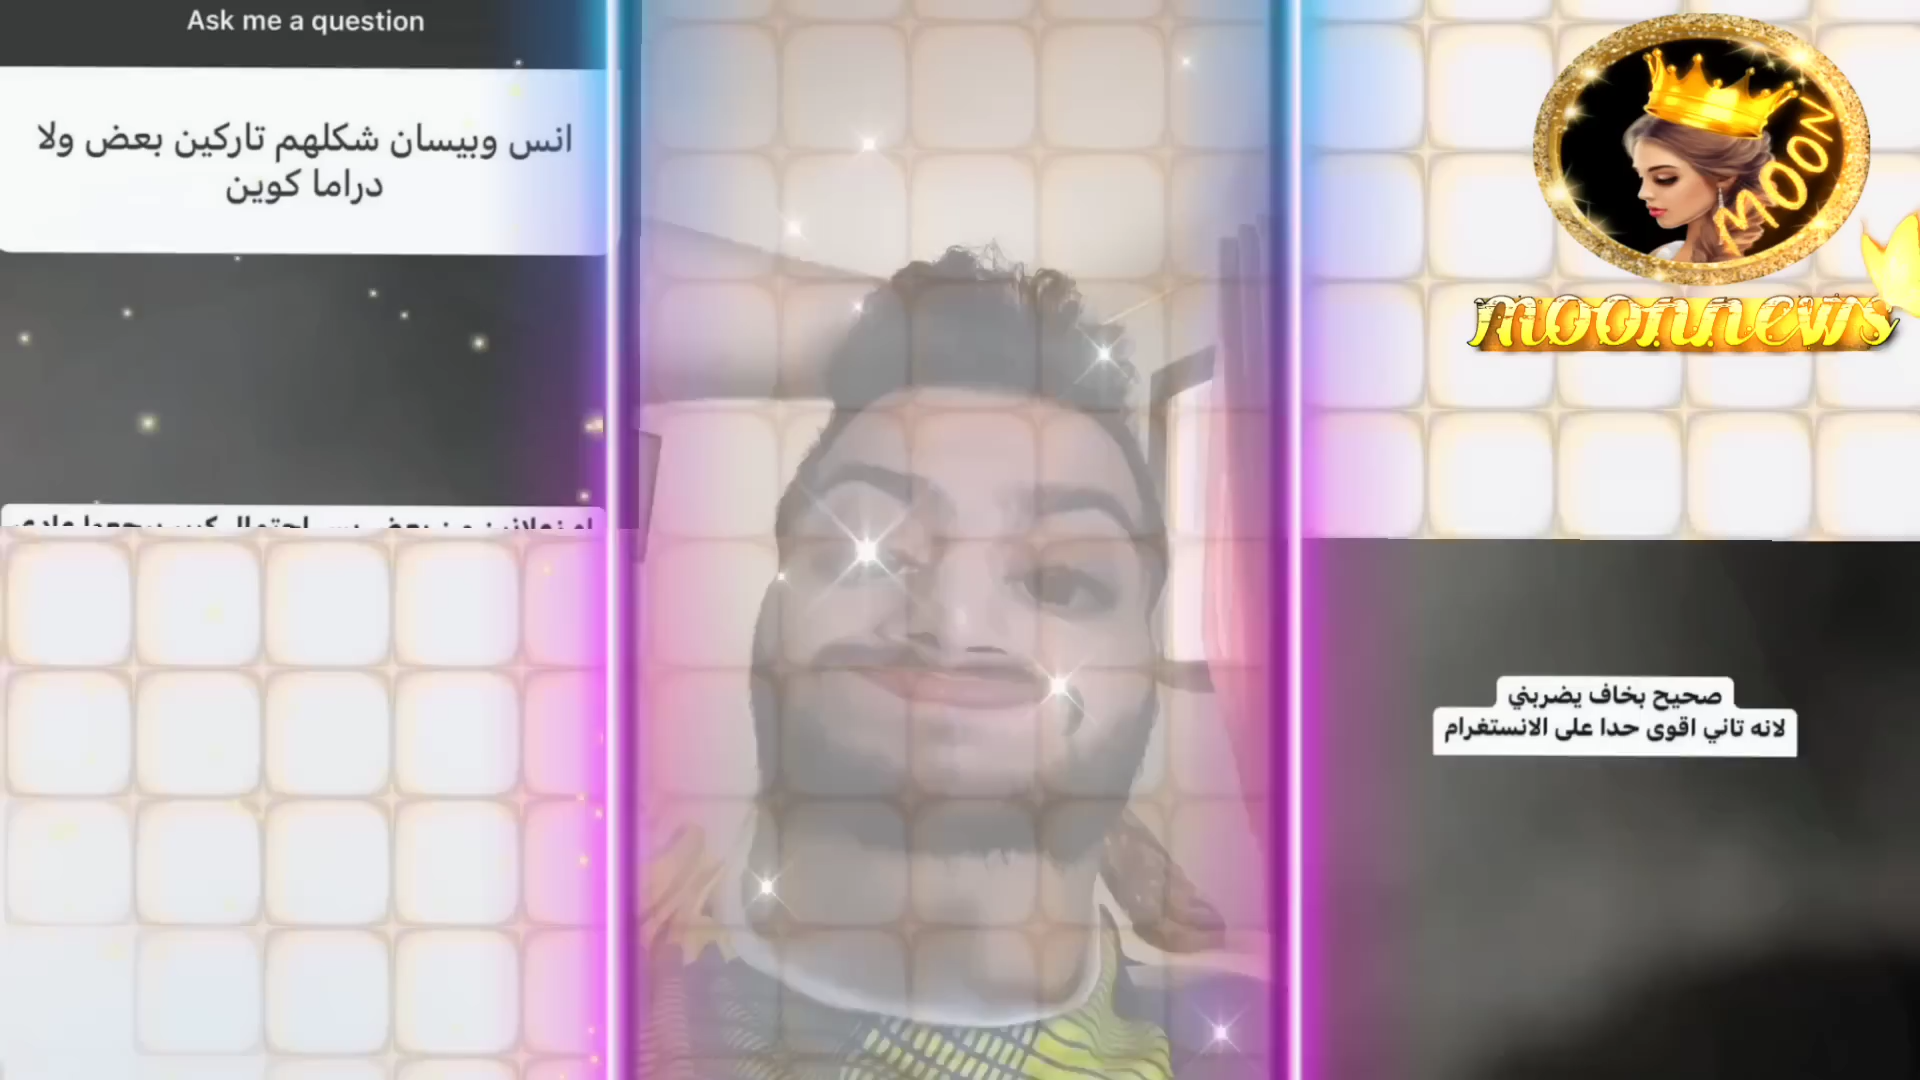 Ask me a question
انس وبيسان شكلهم تاركين بعض ولا
دراما كوين
صحيح بخاف يضربني
لانه تاني اقوى حدا على الانستغرام
MOON
moonnews